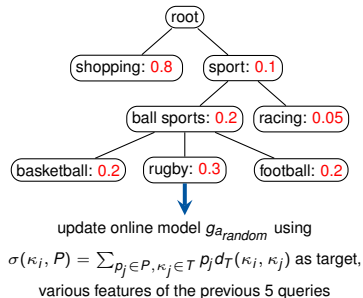 root
shopping: 0.8 sport: 0.1
ball sports: 0.2 racing: 0.05
basketball: 0.2 rugby: 0.3 football: 0.2
update online model g_{a_{random}} using
σ(κ_i, P) = ∑_{p_j∈P, κ_j∈T} p_j d_T(κ_i, κ_j) as target,
various features of the previous 5 queries